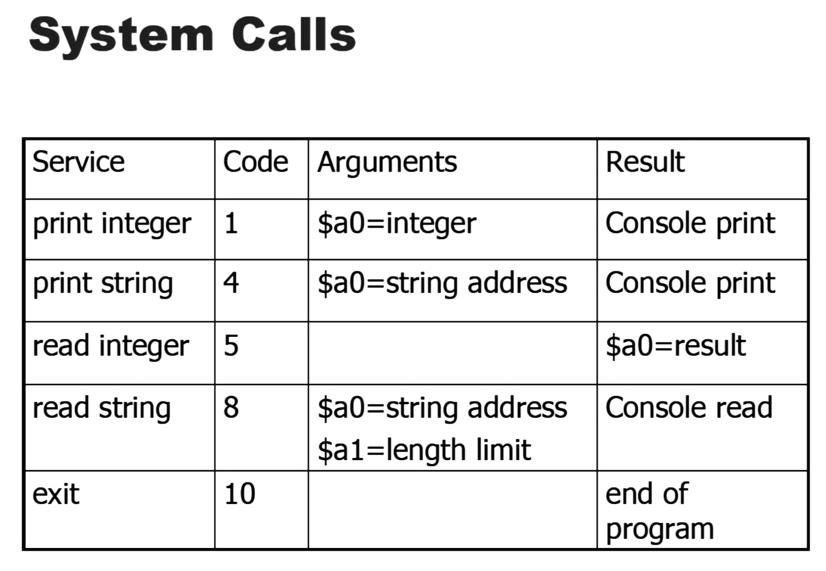 System Calls
Service Code Arguments Result
print integer 1 $a0=integer Console print
print string 4 $a0=string address Console print
read integer 5 $a0=result
read string 8 $a0=string address Console read
$a1=length limit
exit 10 end of
program